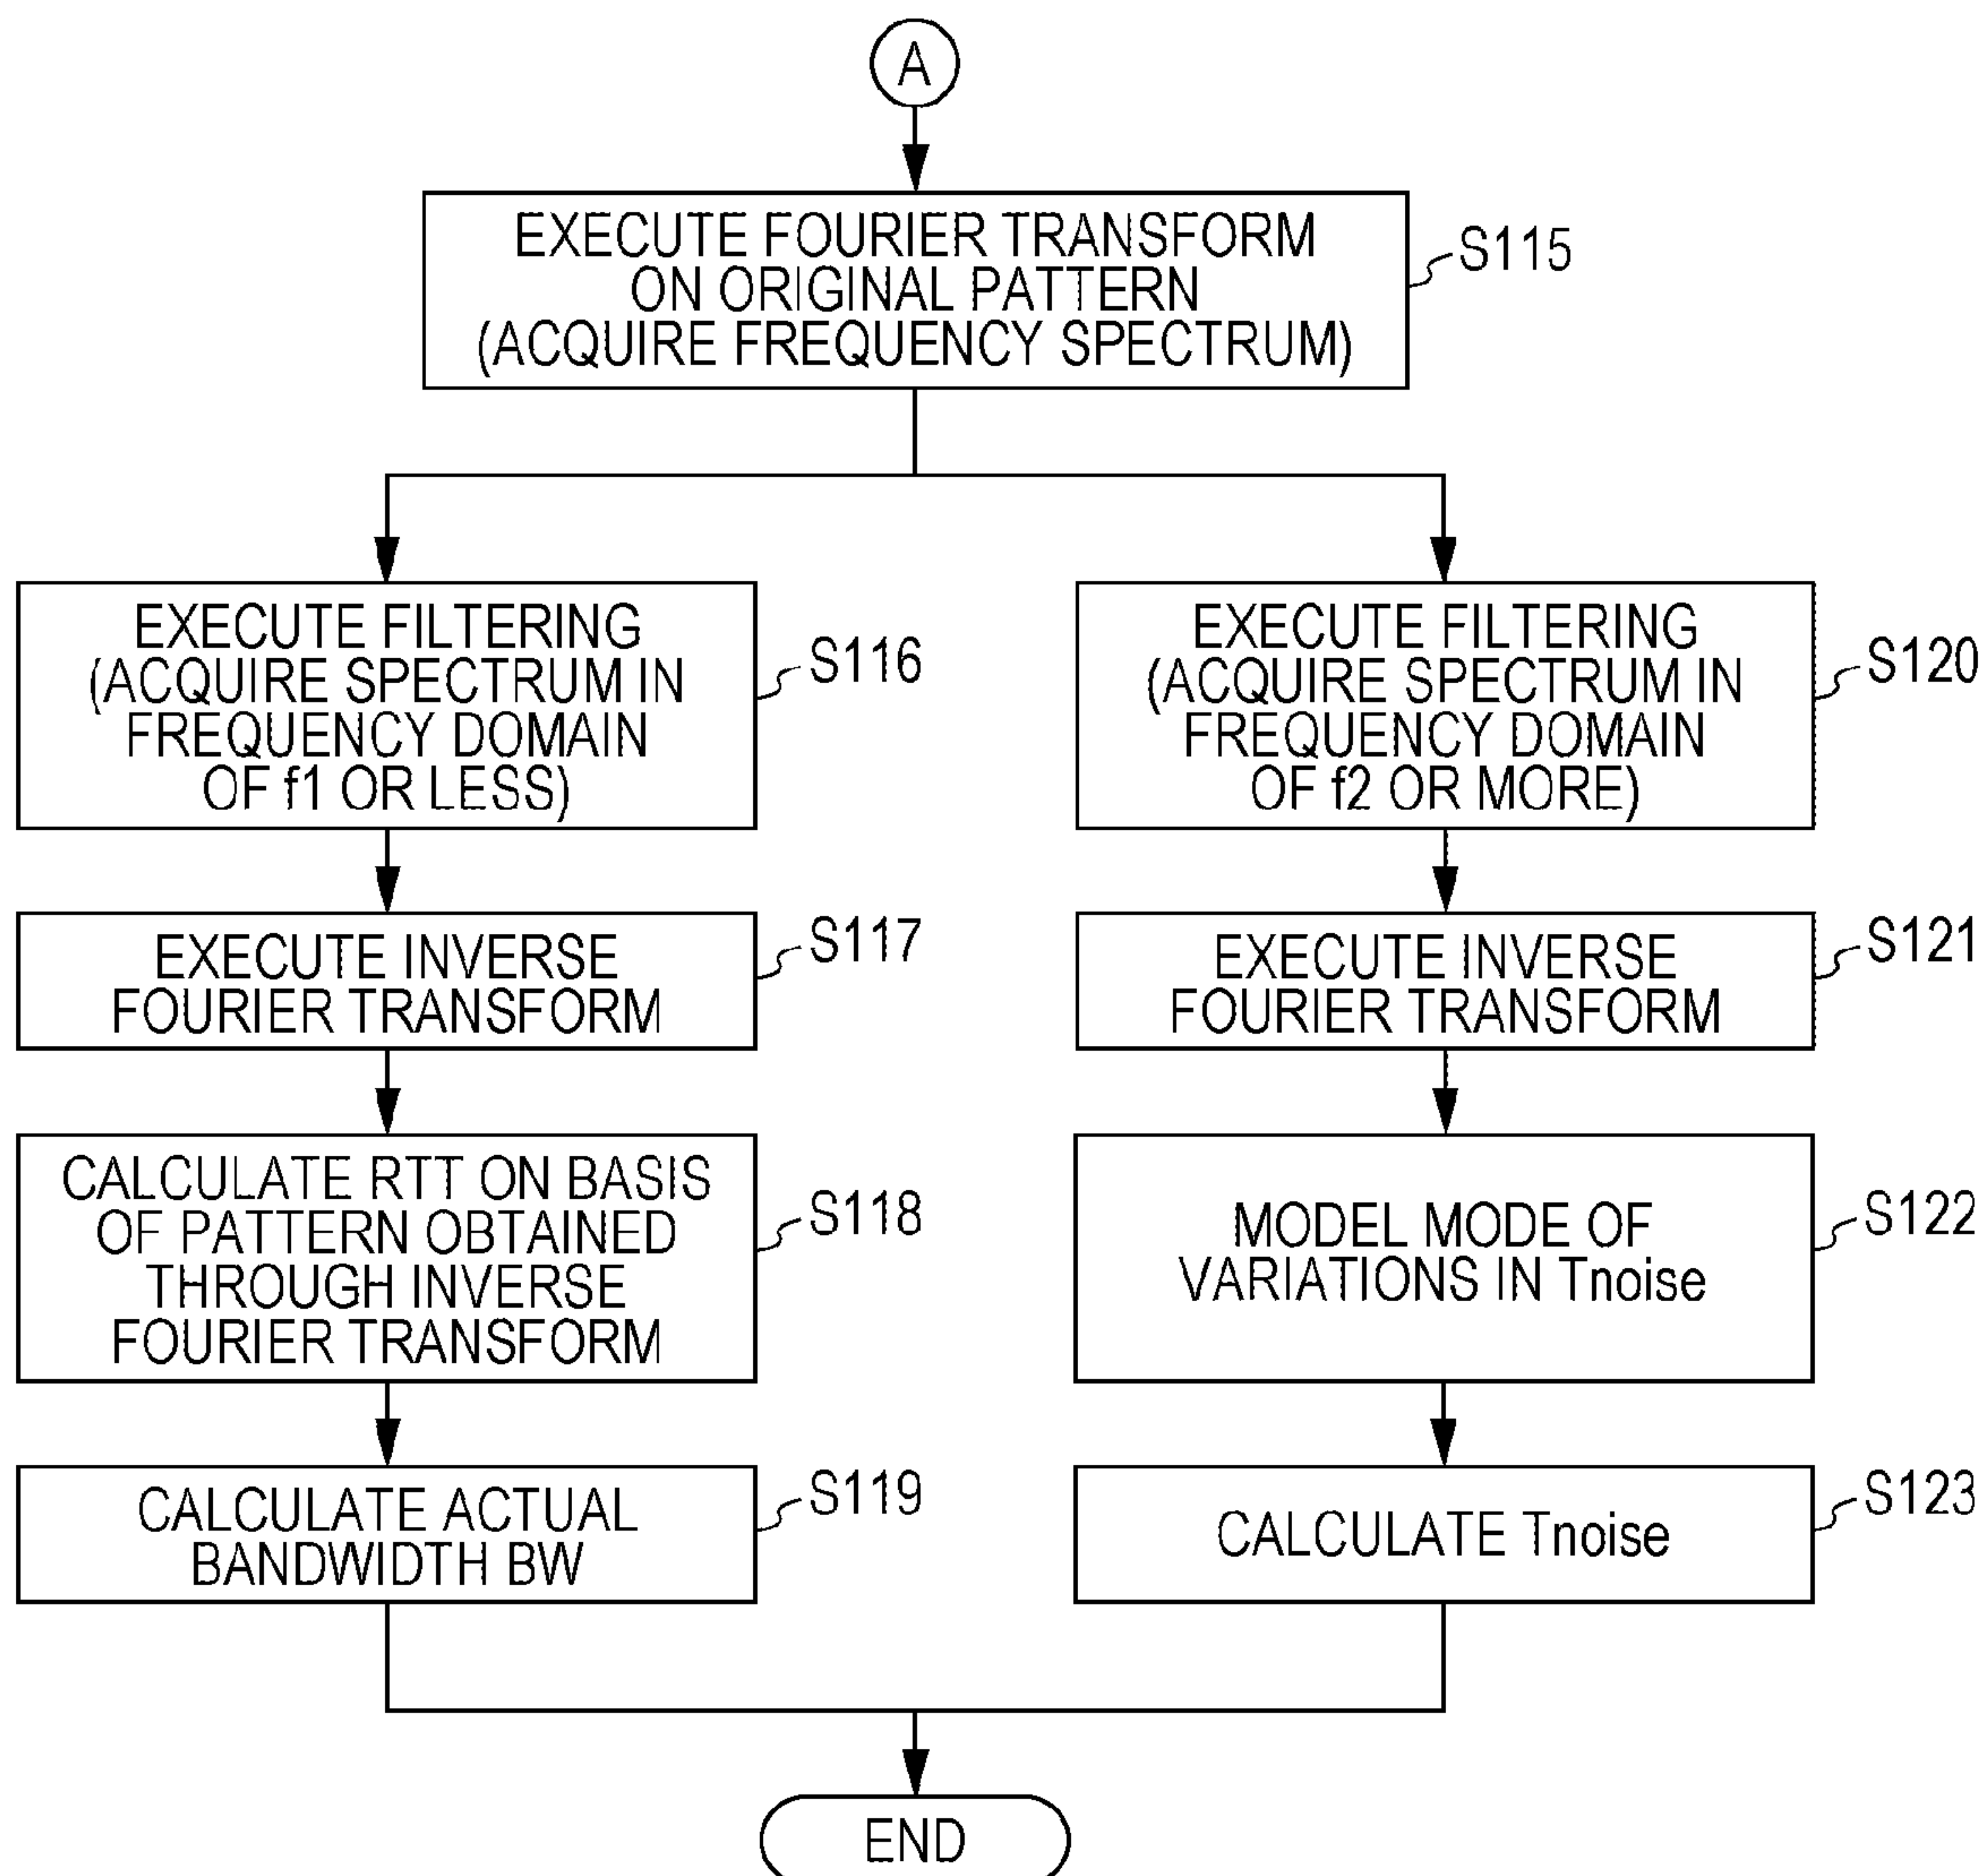 A
EXECUTE FOURIER TRANSFORM
ON ORIGINAL PATTERN
(ACQUIRE FREQUENCY SPECTRUM)
S115
EXECUTE FILTERING
(ACQUIRE SPECTRUM IN
FREQUENCY DOMAIN
OF f1 OR LESS)
S116
EXECUTE INVERSE
FOURIER TRANSFORM
S117
CALCULATE RTT ON BASIS
OF PATTERN OBTAINED
THROUGH INVERSE
FOURIER TRANSFORM
S118
CALCULATE ACTUAL
BANDWIDTH BW
S119
EXECUTE FILTERING
(ACQUIRE SPECTRUM IN
FREQUENCY DOMAIN
OF f2 OR MORE)
S120
EXECUTE INVERSE
FOURIER TRANSFORM
S121
MODEL MODE OF
VARIATIONS IN Tnoise
S122
CALCULATE Tnoise
S123
END